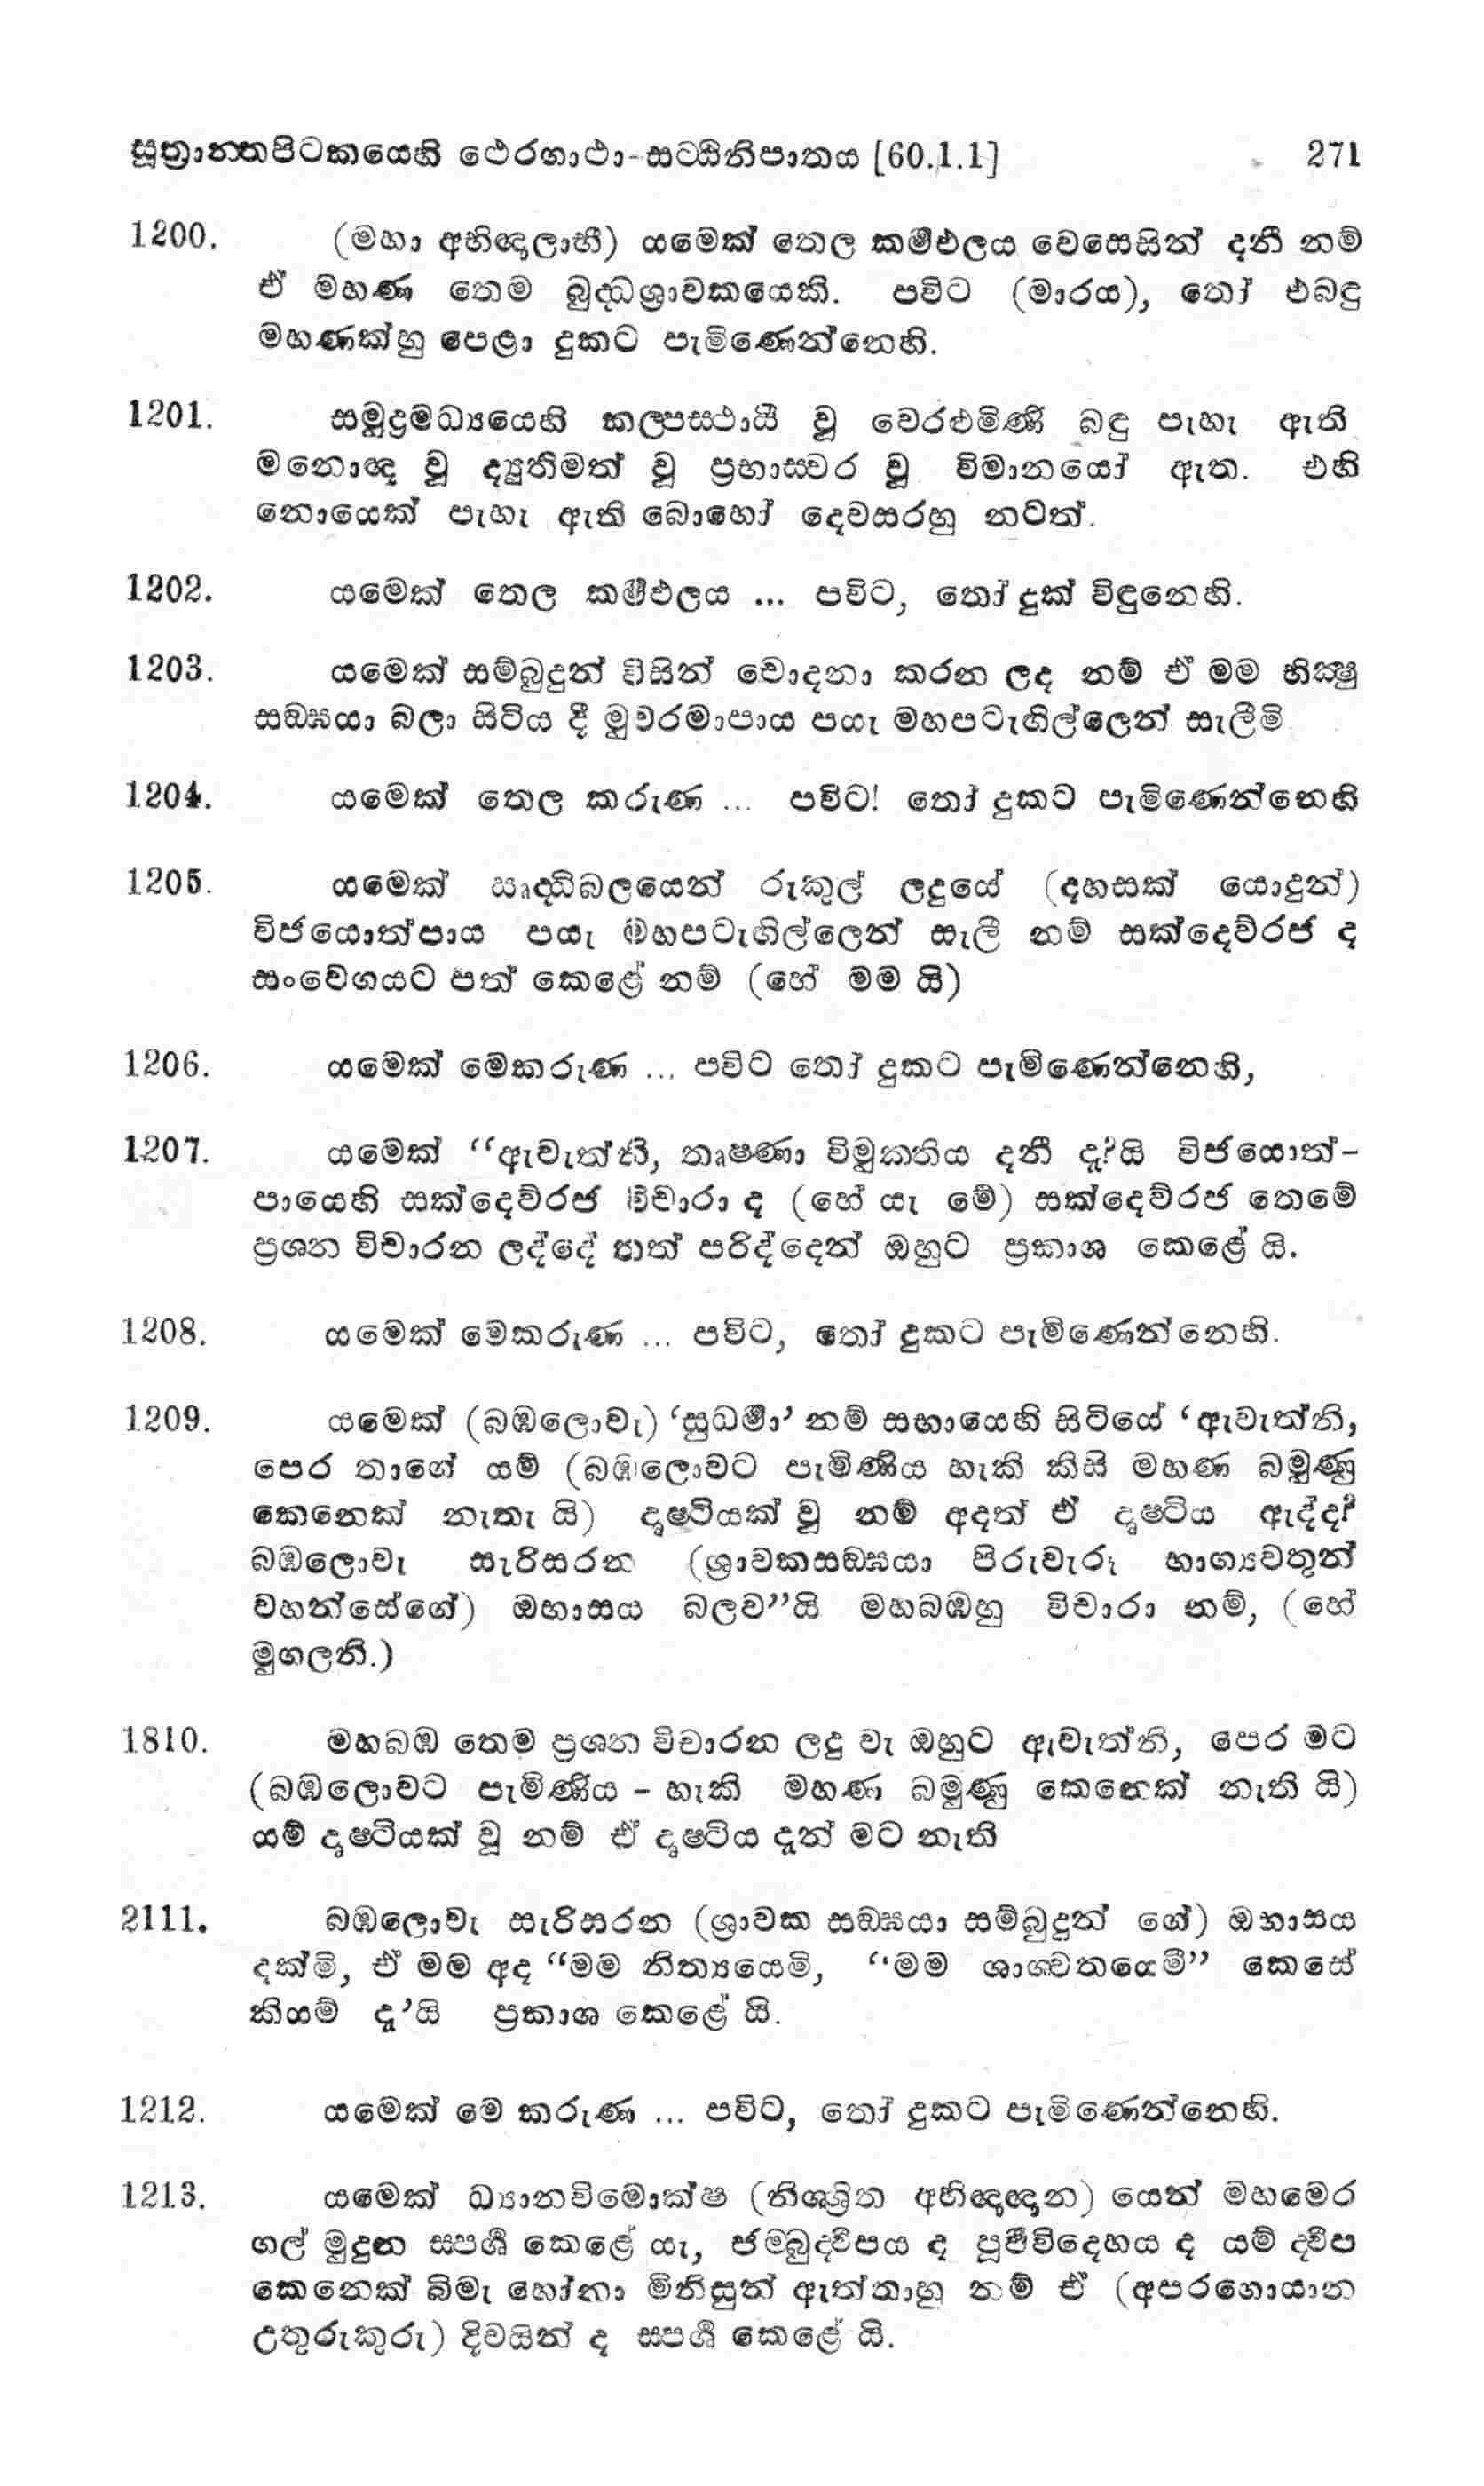 සූත්‍රාන්තපිටකයෙහි ථෙරගාථා-සට්ඨිනිපාතය [60.1.1] 271
1200. (මහා අභිඥලාභී) යමෙක් තෙල කර්‍මඵලය වෙසෙසින් දනී නම්
ඒ මහණ තෙම බුද්ධශ්‍රාවකයෙකි. පවිට (මාරය), තෝ එබඳු
මහණක්හු පෙළා දුකට පැමිණෙන්නෙහි.
1201. සමුද්‍රමධ්‍යයෙහි කල්පස්ථායී වූ වෙරළුමිණි බඳු පැහැ ඇති
මනොඥ වූ ද්‍යුතිමත් වූ ප්‍රභාස්වර වූ විමානයෝ ඇත. එහි
නොයෙක් පැහැ ඇති බොහෝ දෙවසරහු නටත්.
1202. යමෙක් තෙල කර්‍මඵලය ... පවිට, තෝ දුක් විඳුනෙහි.
1203. යමෙක් සම්බුදුන් විසින් චොදනා කරන ලද නම් ඒ මම භික්‍ෂු
සඞ්ඝයා බලා සිටිය දී මුවරමාපාය පයැ මහපටැඟිල්ලෙන් සැලීමි
1204. යමෙක් තෙල කරුණ ... පවිට! තෝ දුකට පැමිණෙන්නෙහි
1205. යමෙක් ඍද්ධිබලයෙන් රුකුල් ලදුයේ (දහසක් යොදුන්)
විජයොත්පාය පයැ මහපටැඟිල්ලෙන් සැලී නම් සක්දෙව්රජ ද
සංවේගයට පත් කෙළේ නම් (හේ මම යි)
1206. යමෙක් මෙකරුණ ... පවිට තෝ දුකට පැමිණෙන්නෙහි,
1207. යමෙක් “ඇවැත්නි, තෘෂ්ණා විමුක්තිය දනී දැ?යි විජයොත්-
පායෙහි සක්දෙව්රජ විචාරා ද (හේ යැ මේ) සක්දෙව්රජ තෙමේ
ප්‍රශ්න විචාරන ලද්දේ තත් පරිද්දෙන් ඔහුට ප්‍රකාශ කෙළේ යි.
1208. යමෙක් මෙකරුණ ... පවිට, තෝ දුකට පැමිණෙන්නෙහි.
1209. යමෙක් (බඹලොවැ) ‘සුධර්‍මා’ නම් සභායෙහි සිටියේ ‘ඇවැත්නි,
පෙර තාගේ යම් (බඹලොවට පැමිණිය හැකි කිසි මහණ බමුණු
කෙනෙක් නැතැ යි) දෘෂ්ටියක් වූ නම් අදත් ඒ දෘෂ්ටිය ඇද්ද?
බඹලොවැ සැරිසරන (ශ්‍රාවකසඞ්ඝයා පිරුවැරූ භාග්‍යවතුන්
වහන්සේගේ) ඔභාසය බලව”යි මහබඹහු විචාරා නම්, (හේ
මුගලනි.)
1810. මහබඹ තෙම ප්‍රශ්න විචාරන ලදු වැ ඔහුට ඇවැත්නි, පෙර මට
(බඹලොවට පැමිණිය - හැකි මහණ බමුණු කෙනෙක් නැති යි)
යම් දෘෂ්ටියක් වූ නම් ඒ දෘෂ්ටිය දැන් මට නැති
2111. බඹලොවැ සැරිසරන (ශ්‍රාවක සඞ්ඝයා සම්බුදුන් ගේ) ඔභාසය
දක්මි, ඒ මම අද “මම නිත්‍යයෙමි, “මම ශාශ්වතයෙමි” කෙසේ
කියම් දැ’යි ප්‍රකාශ කෙළේ යි.
1212. යමෙක් මෙ කරුණ ... පවිට, තෝ දුකට පැමිණෙන්නෙහි.
1213. යමෙක් ධ්‍යානවිමොක්ෂ (නිශ්‍රිත අභිඥඥාන) යෙන් මහමෙර
ගල් මුදුන ස්පර්‍ශ කෙළේ යැ, ජම්බුද්වීපය ද පූර්‍වවිදෙහය ද යම් ද්වීප
කෙනෙක් බිමැ හෝනා මිනිසුන් ඇත්තාහු නම් ඒ (අපරගොයාන
උතුරුකුරු) දිවයින් ද ස්පර්‍ශ කෙළේ යි.